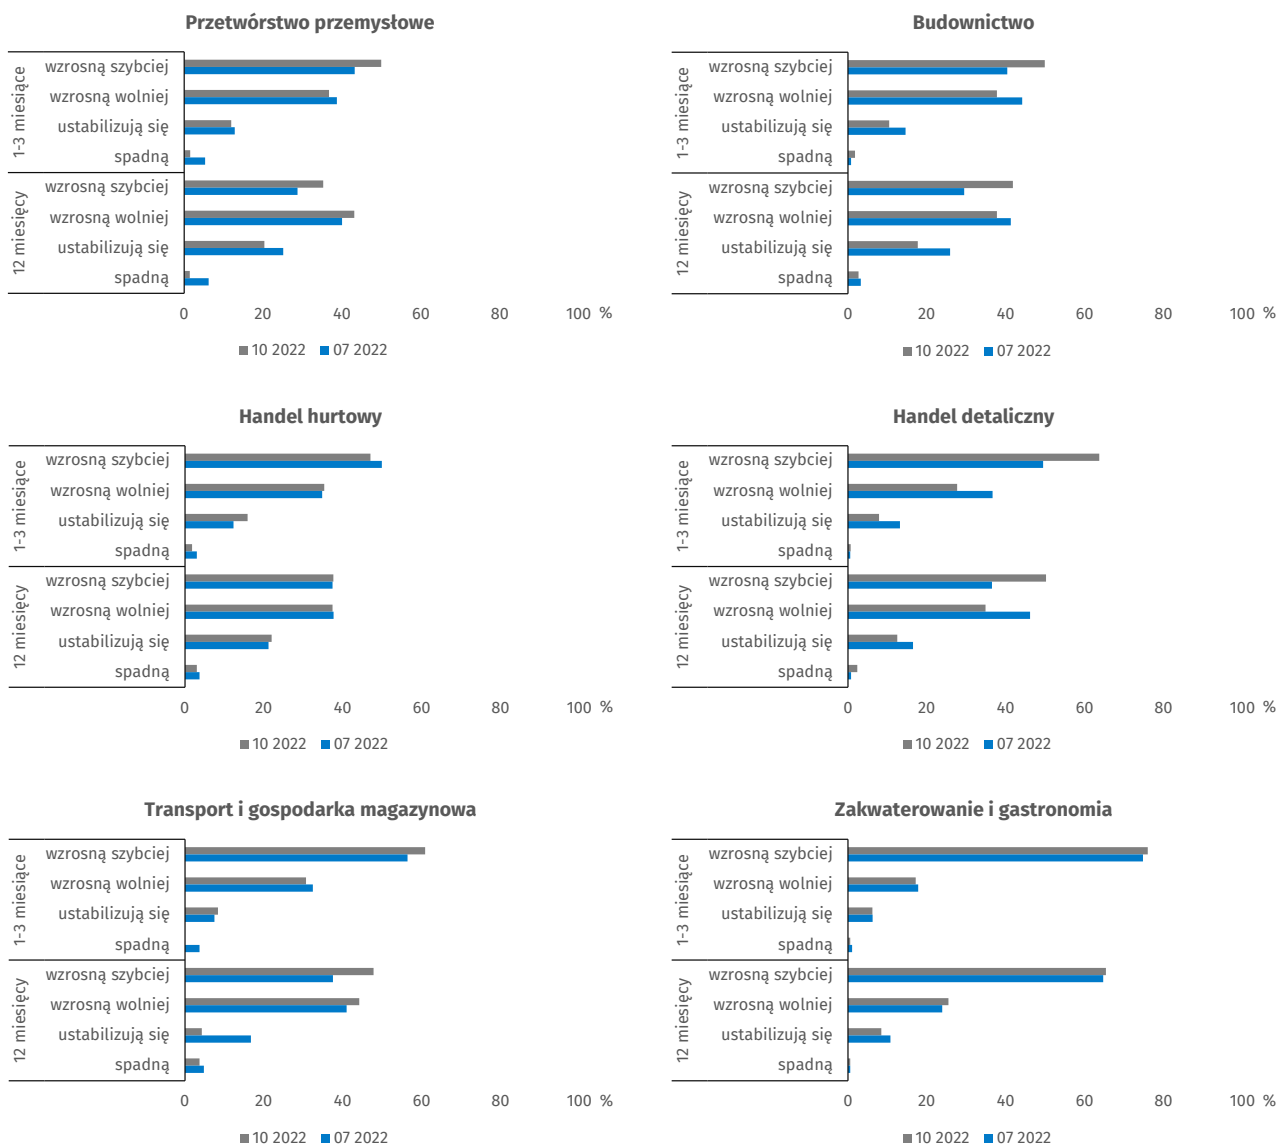 Przetwórstwo przemysłowe
1-3 miesiące
wzrosną szybciej
wzrosną wolniej
ustabilizują się
spadną
12 miesięcy
wzrosną szybciej
wzrosną wolniej
ustabilizują się
spadną
0 20 40 60 80 100 %
10 2022 07 2022
Budownictwo
1-3 miesiące
wzrosną szybciej
wzrosną wolniej
ustabilizują się
spadną
12 miesięcy
wzrosną szybciej
wzrosną wolniej
ustabilizują się
spadną
0 20 40 60 80 100 %
10 2022 07 2022
Handel hurtowy
1-3 miesiące
wzrosną szybciej
wzrosną wolniej
ustabilizują się
spadną
12 miesięcy
wzrosną szybciej
wzrosną wolniej
ustabilizują się
spadną
0 20 40 60 80 100 %
10 2022 07 2022
Handel detaliczny
1-3 miesiące
wzrosną szybciej
wzrosną wolniej
ustabilizują się
spadną
12 miesięcy
wzrosną szybciej
wzrosną wolniej
ustabilizują się
spadną
0 20 40 60 80 100 %
10 2022 07 2022
Transport i gospodarka magazynowa
1-3 miesiące
wzrosną szybciej
wzrosną wolniej
ustabilizują się
spadną
12 miesięcy
wzrosną szybciej
wzrosną wolniej
ustabilizują się
spadną
0 20 40 60 80 100 %
10 2022 07 2022
Zakwaterowanie i gastronomia
1-3 miesiące
wzrosną szybciej
wzrosną wolniej
ustabilizują się
spadną
12 miesięcy
wzrosną szybciej
wzrosną wolniej
ustabilizują się
spadną
0 20 40 60 80 100 %
10 2022 07 2022